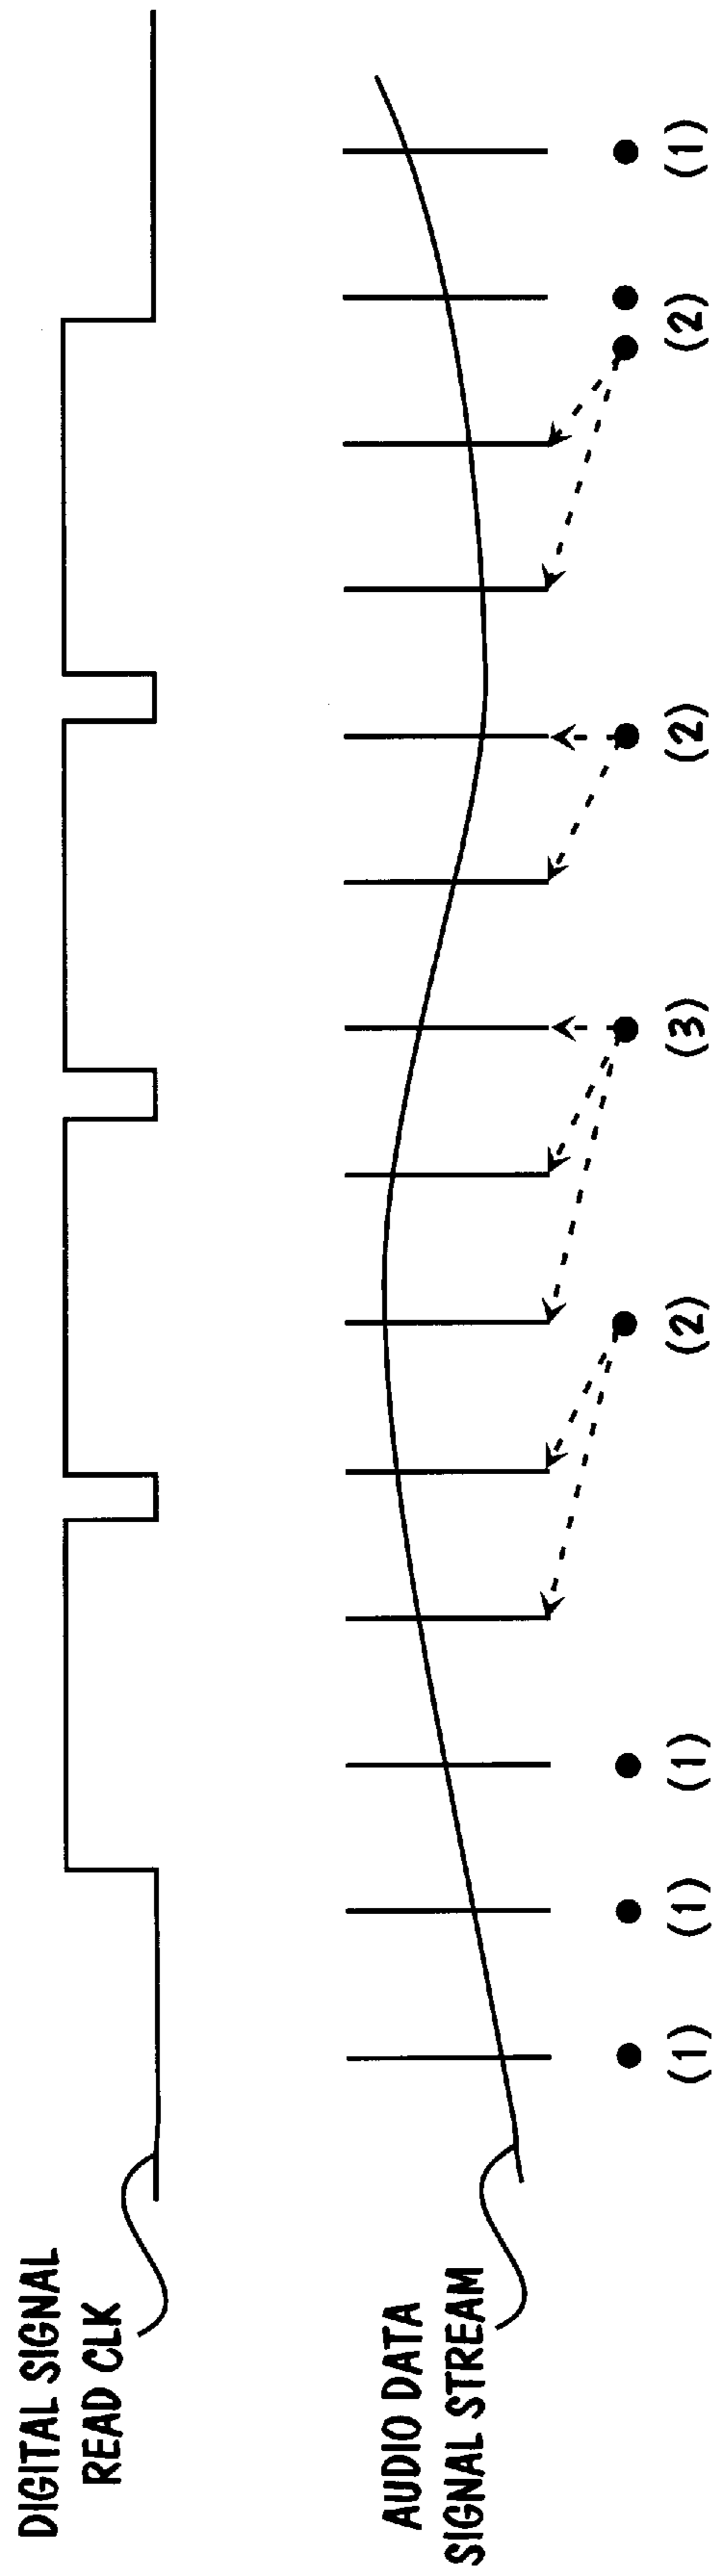 DIGITAL SIGNAL
READ CLK
AUDIO DATA
SIGNAL STREAM
(1) (1) (1) (2) (3) (2) (2) (1)